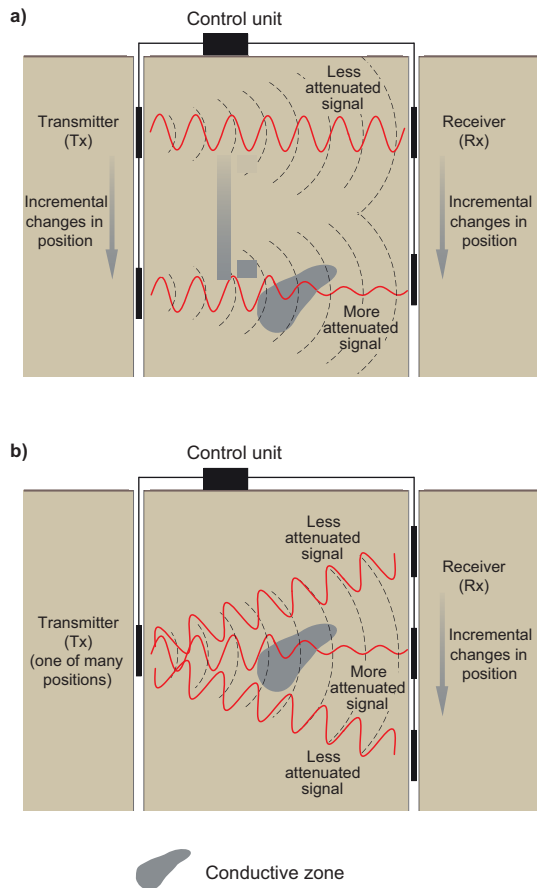 a)
Control unit
Less
attenuated
signal
Transmitter
(Tx)
Receiver
(Rx)
Incremental
changes in
position
Incremental
changes in
position
More
attenuated
signal
b)
Control unit
Less
attenuated
signal
Receiver
(Rx)
Transmitter
(Tx)
(one of many
positions)
Incremental
changes in
position
More
attenuated
signal
Less
attenuated
signal
Conductive zone